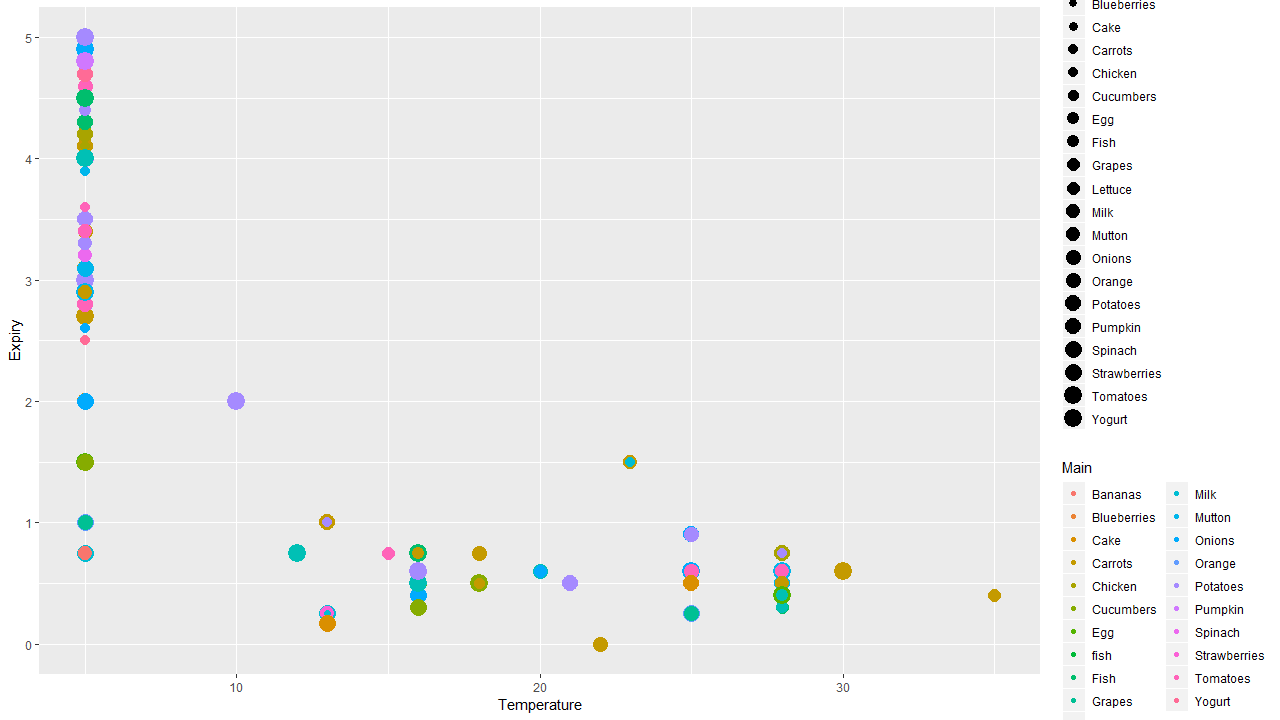 5
4
3
2
1
0
Expiry
10
20
30
Temperature
Blueberries
Cake
Carrots
Chicken
Cucumbers
Egg
Fish
Grapes
Lettuce
Milk
Mutton
Onions
Orange
Potatoes
Pumpkin
Spinach
Strawberries
Tomatoes
Yogurt
Main
Bananas
Blueberries
Cake
Carrots
Chicken
Cucumbers
Egg
fish
Fish
Grapes
Milk
Mutton
Onions
Orange
Potatoes
Pumpkin
Spinach
Strawberries
Tomatoes
Yogurt